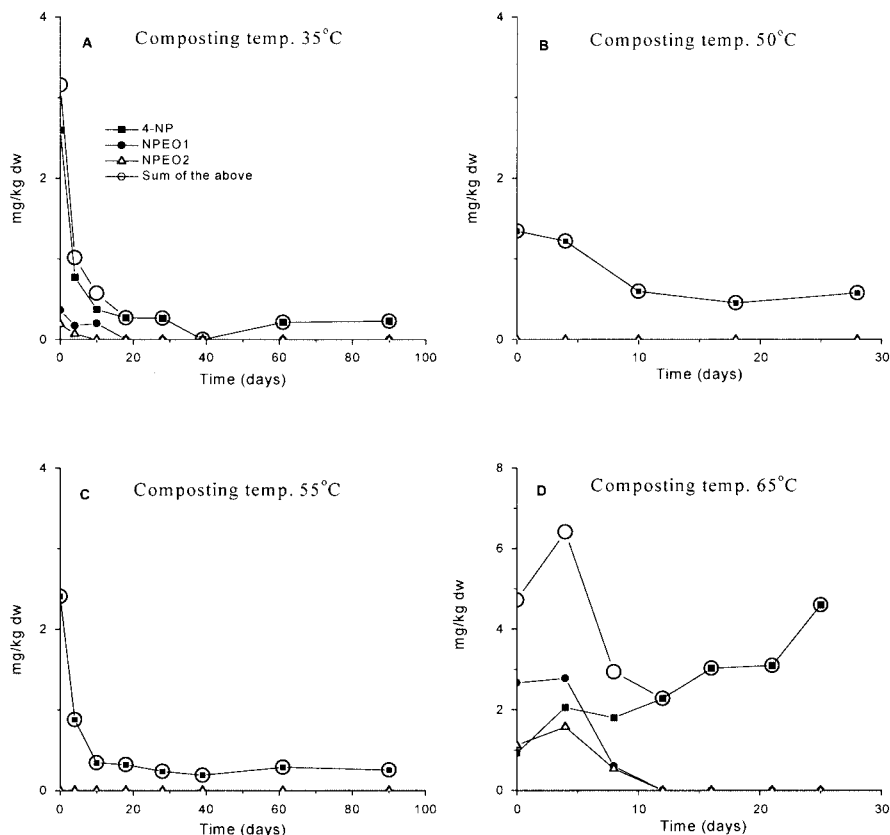 A Composting temp. 35°C
4
2
0
mg/kg dw
4-NP
NPEO1
NPEO2
Sum of the above
0 20 40 60 80 100
Time (days)
B Composting temp. 50°C
4
2
0
mg/kg dw
0 10 20 30
Time (days)
C Composting temp. 55°C
4
2
0
mg/kg dw
0 20 40 60 80 100
Time (days)
D Composting temp. 65°C
8
6
4
2
0
mg/kg dw
0 10 20 30
Time (days)